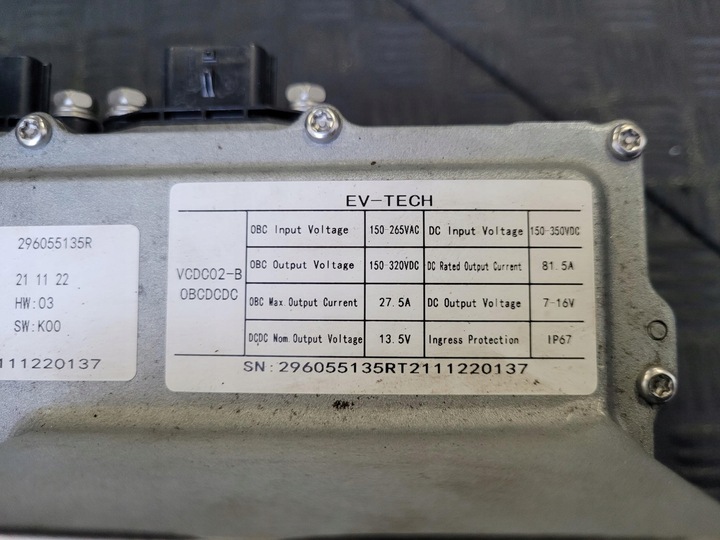 296055135R
21 11 22
HW:03
SW:K00
111220137
EV-TECH
VCDC02-B
OBCDCDC
OBC Input Voltage 150-265VAC DC Input Voltage 150-350VDC
OBC Output Voltage 150-320VDC DC Rated Output Current 81.5A
OBC Max Output Current 27.5A DC Output Voltage 7-16V
DCDC Nom. Output Voltage 13.5V Ingress Protection IP67
SN:296055135RT2111220137